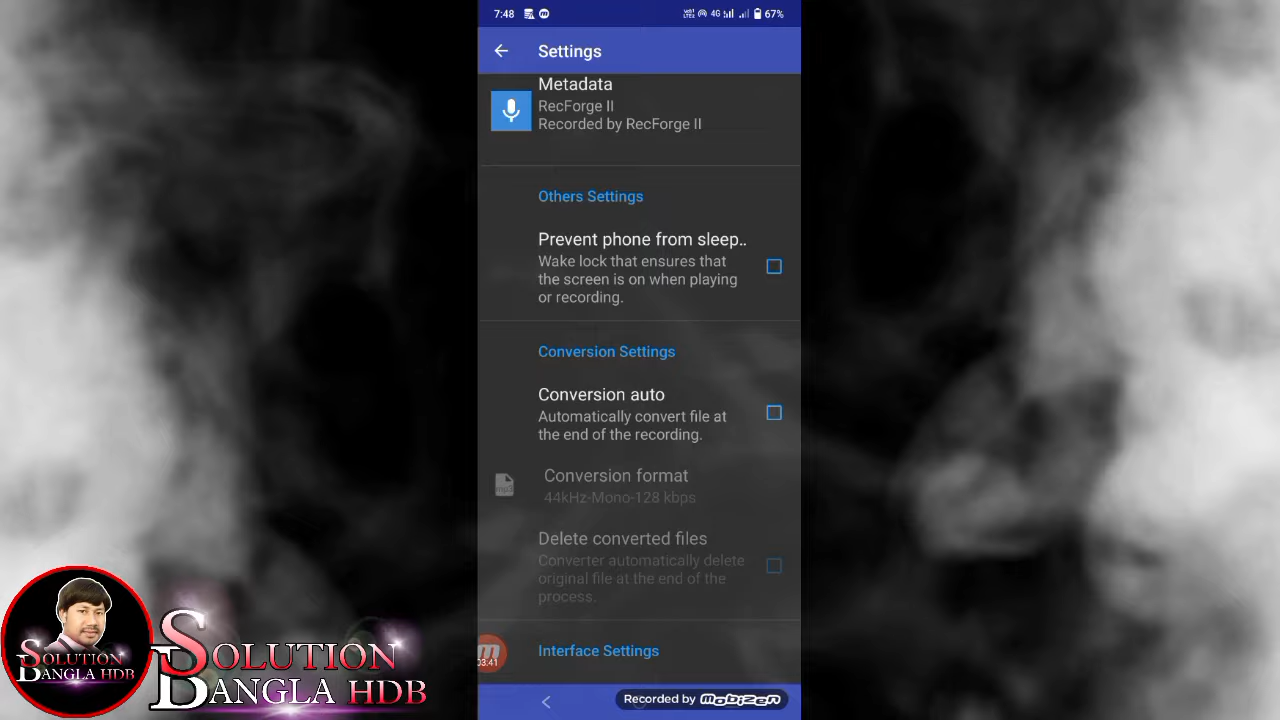 7:48
4G 67%
Settings
Metadata
RecForge II
Recorded by RecForge II
Others Settings
Prevent phone from sleep..
Wake lock that ensures that
the screen is on when playing
or recording.
Conversion Settings
Conversion auto
Automatically convert file at
the end of the recording.
Conversion format
44kHz-Mono-128 kbps
Delete converted files
Converter automatically delete
original file at the end of the
process.
03:41
Interface Settings
Recorded by mobizen
SOLUTION
BANGLA HDB
SOLUTION
BANGLA HDB